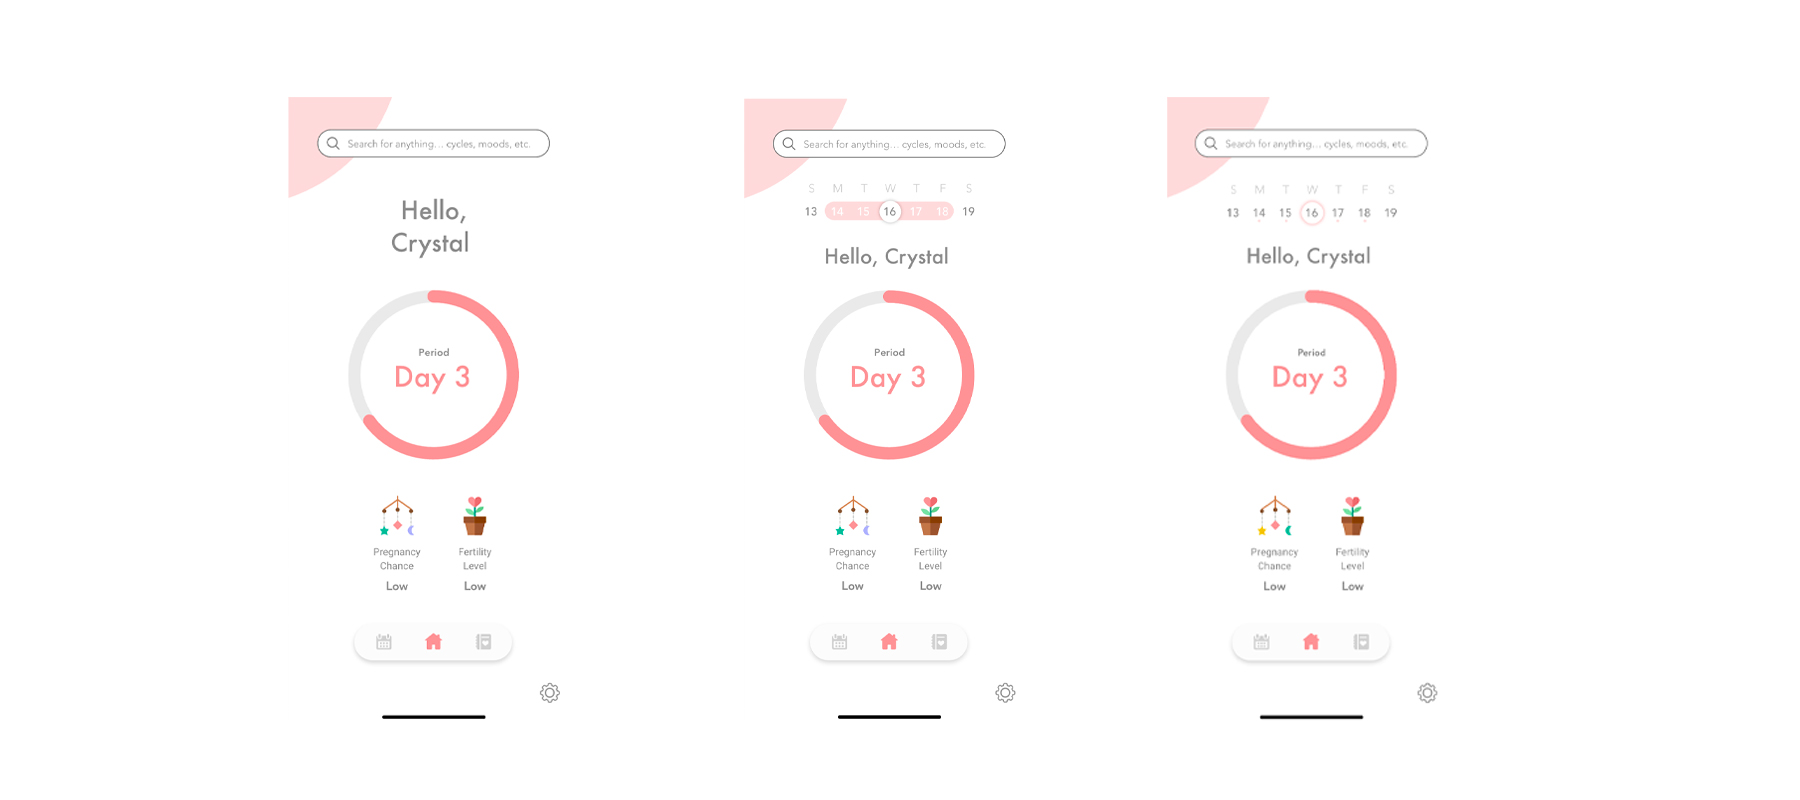 Search for anything... cycles, moods, etc.
Hello,
Crystal
Period
Day 3
Pregnancy Chance
Low
Fertility Level
Low
Search for anything... cycles, moods, etc.
S M T W T F S
13 14 15 16 17 18 19
Hello, Crystal
Period
Day 3
Pregnancy Chance
Low
Fertility Level
Low
Search for anything... cycles, moods, etc.
S M T W T F S
13 14 15 16 17 18 19
Hello, Crystal
Period
Day 3
Pregnancy Chance
Low
Fertility Level
Low